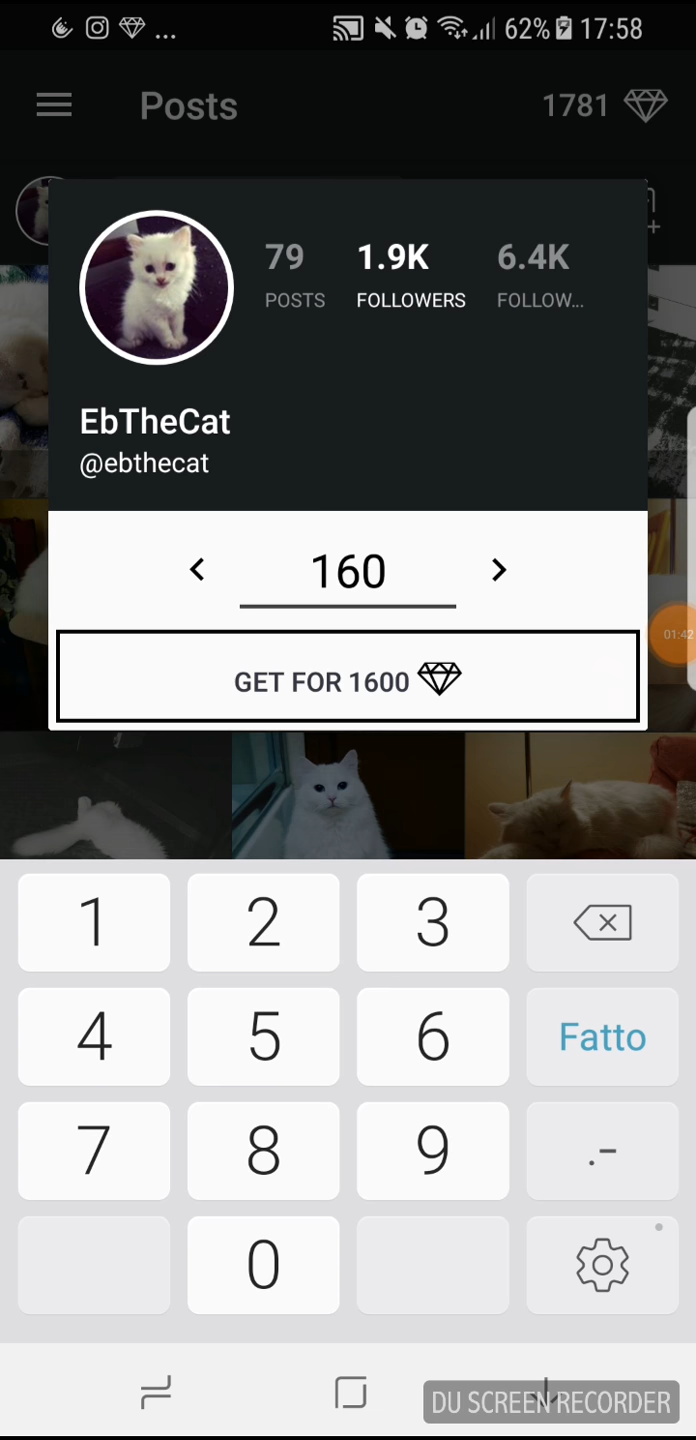 ... 62% 17:58
Posts 1781
79 1.9K 6.4K
POSTS FOLLOWERS FOLLOW...
EbTheCat
@ebthecat
< 160 >
01:42
GET FOR 1600
1 2 3
4 5 6 Fatto
7 8 9 .-
0
DU SCREEN RECORDER